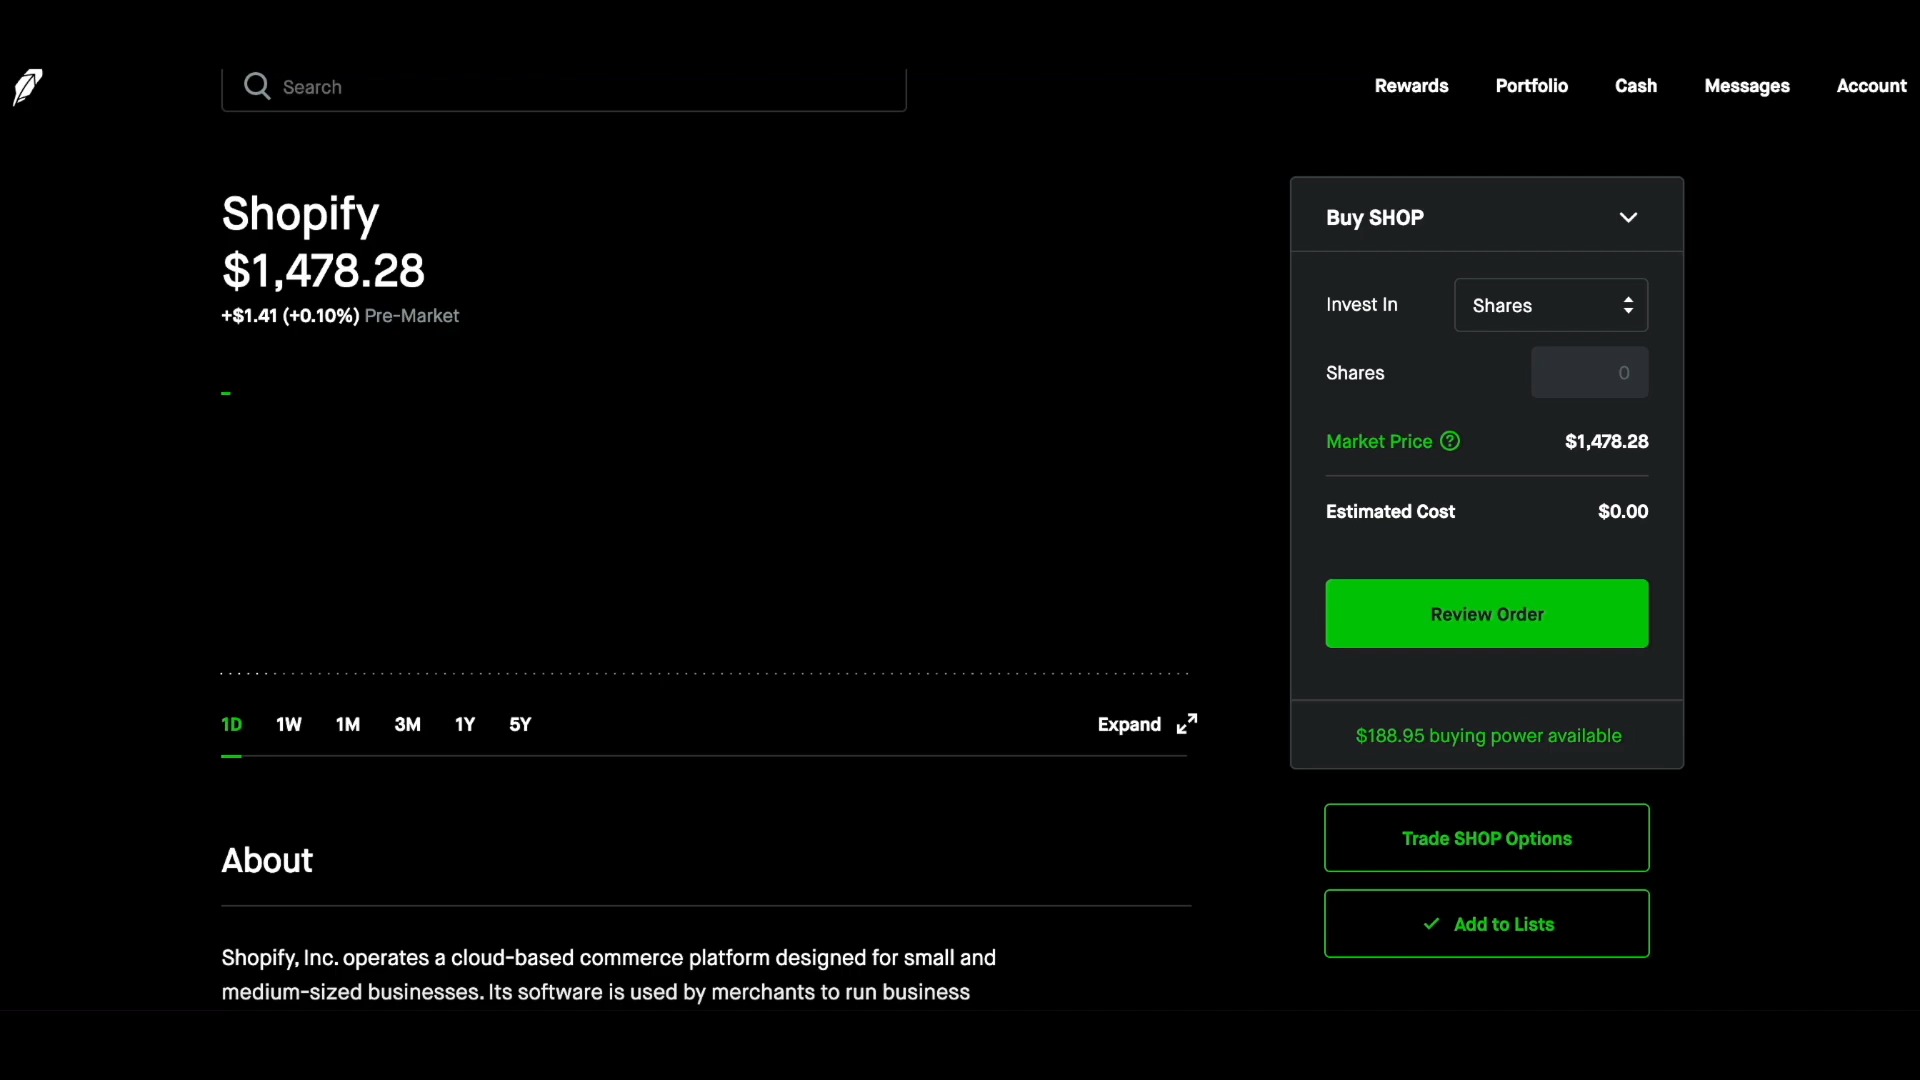 Search
Rewards
Portfolio
Cash
Messages
Account
Shopify
$1,478.28
+$1.41 (+0.10%) Pre-Market
1D
1W
1M
3M
1Y
5Y
Expand
About
Shopify, Inc. operates a cloud-based commerce platform designed for small and
medium-sized businesses. Its software is used by merchants to run business
Buy SHOP
Invest In
Shares
Shares
0
Market Price ?
$1,478.28
Estimated Cost
$0.00
Review Order
$188.95 buying power available
Trade SHOP Options
Add to Lists